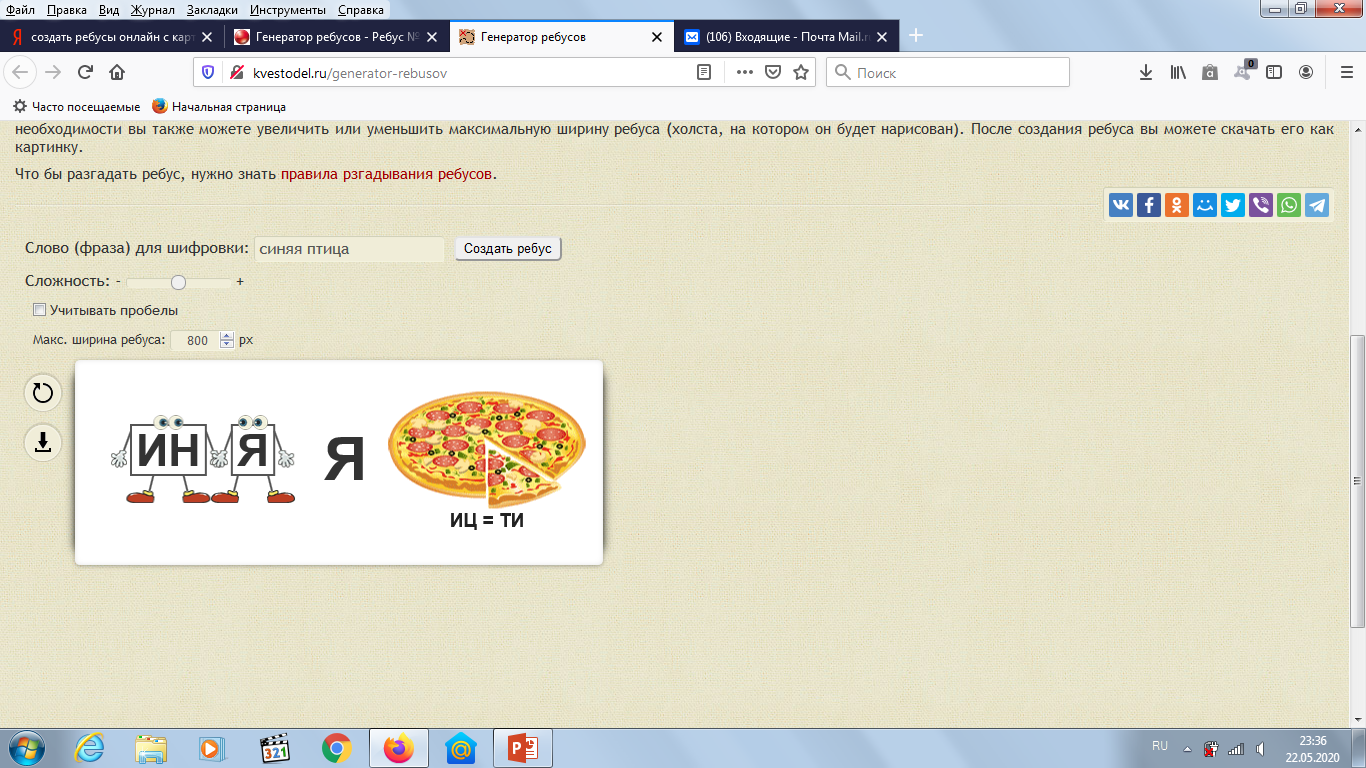 Файл Правка Вид Журнал Закладки Инструменты Справка
создать ребусы онлайн с кар
Генератор ребусов - Ребус №
Генератор ребусов
(106) Входящие - Почта Mail.r
kvestodel.ru/generator-rebusov
Поиск
0
Часто посещаемые Начальная страница
необходимости вы также можете увеличить или уменьшить максимальную ширину ребуса (холста, на котором он будет нарисован). После создания ребуса вы можете скачать его как
картинку.
Что бы разгадать ребус, нужно знать правила рзгадывания ребусов.
Слово (фраза) для шифровки: синяя птица Создать ребус
Сложность: - +
Учитывать пробелы
Макс. ширина ребуса: 800 px
ИН Я Я
ИЦ = ТИ
321
RU
23:36
22.05.2020